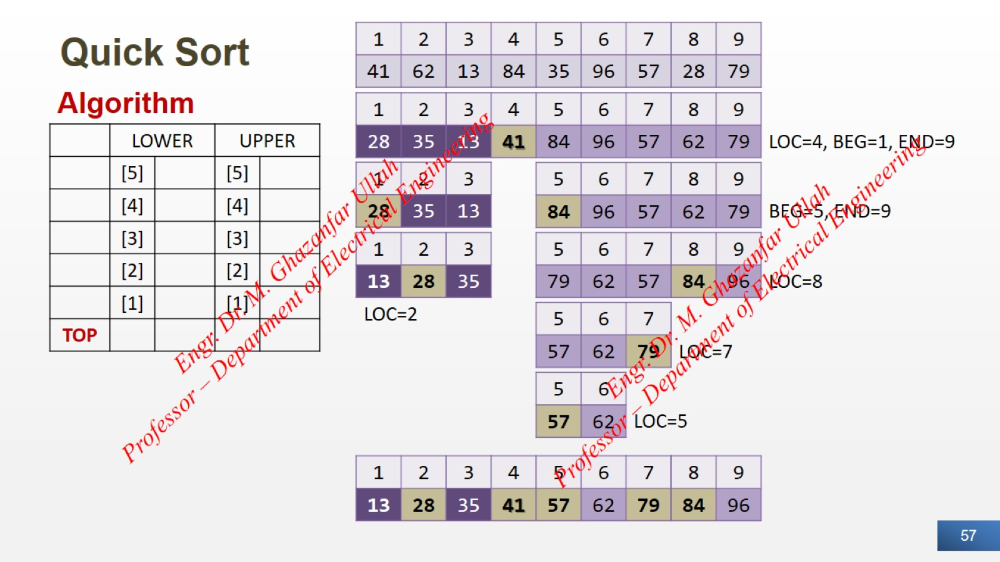 Quick Sort
Algorithm
LOWER UPPER
[5] [5]
[4] [4]
[3] [3]
[2] [2]
[1] [1]
TOP
1 2 3 4 5 6 7 8 9
41 62 13 84 35 96 57 28 79
1 2 3 4 5 6 7 8 9
28 35 13 41 84 96 57 62 79 LOC=4, BEG=1, END=9
1 2 3 5 6 7 8 9
28 35 13 84 96 57 62 79 BEG=5, END=9
1 2 3 5 6 7 8 9
13 28 35 79 62 57 84 96 LOC=8
LOC=2
5 6 7
57 62 79 LOC=7
5 6
57 62 LOC=5
1 2 3 4 5 6 7 8 9
13 28 35 41 57 62 79 84 96
Engr. Dr. M. Ghazanfar Ullah
Professor – Department of Electrical Engineering
Engr. Dr. M. Ghazanfar Ullah
Professor – Department of Electrical Engineering
57